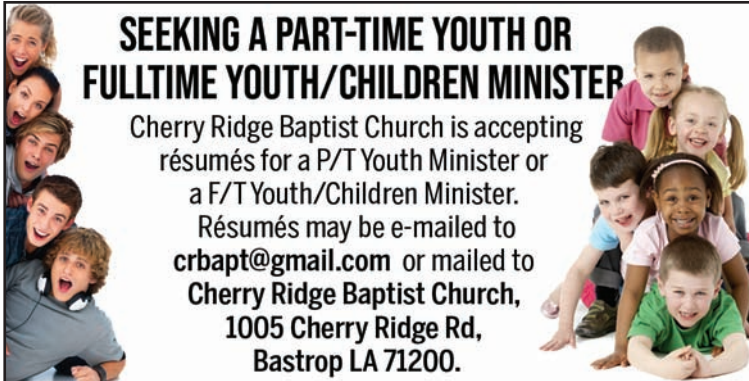 SEEKING A PART-TIME YOUTH OR
FULLTIME YOUTH/CHILDREN MINISTER
Cherry Ridge Baptist Church is accepting
résumés for a P/T Youth Minister or
a F/T Youth/Children Minister.
Résumés may be e-mailed to
crbapt@gmail.com or mailed to
Cherry Ridge Baptist Church,
1005 Cherry Ridge Rd,
Bastrop LA 71200.